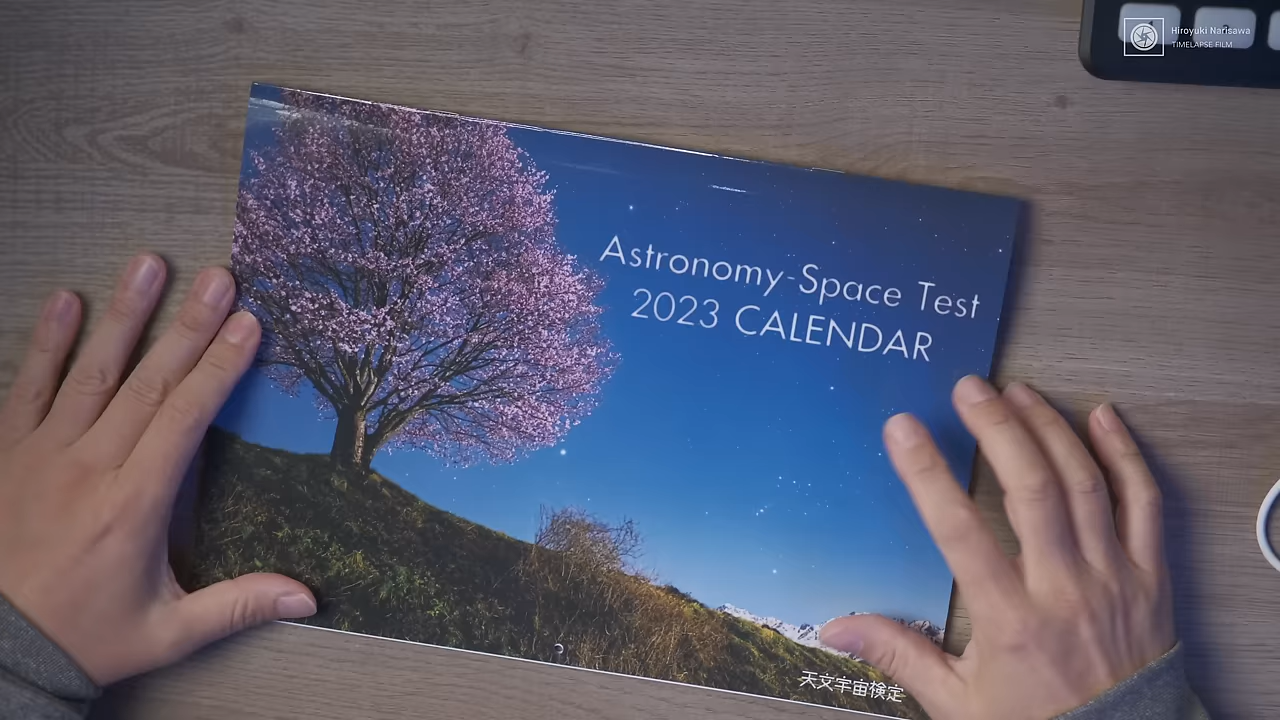 Hiroyuki Narisawa
TIMELAPSE FILM
Astronomy-Space Test
2023 CALENDAR
天文宇宙検定